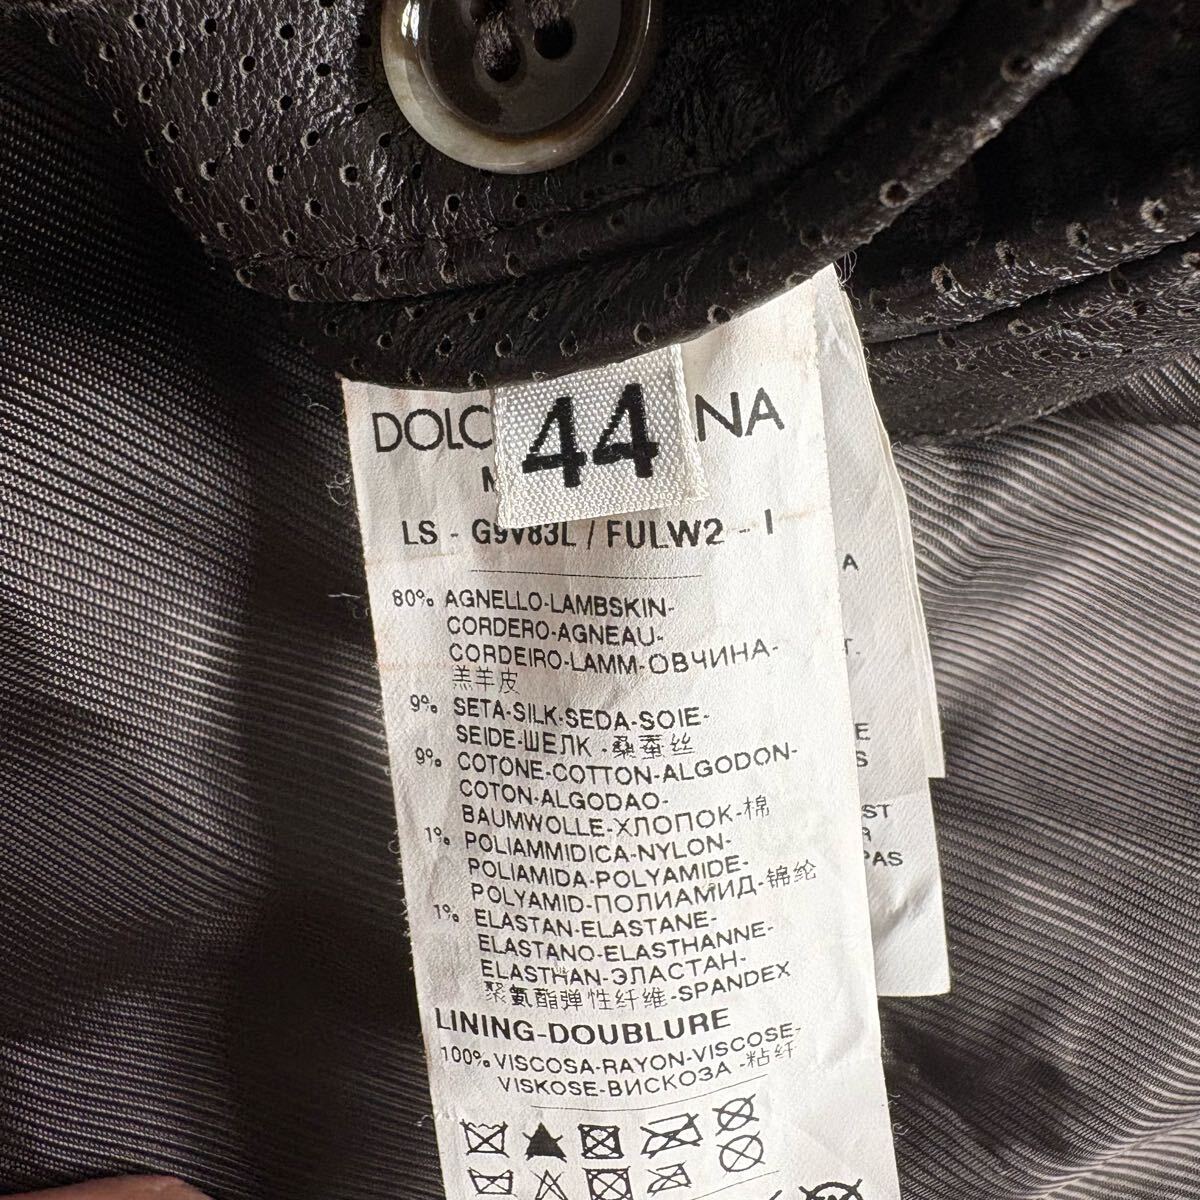 DOLC NA
44
LS - G9V83L / FULW2 - I
80% AGNELLO-LAMBSKIN-
CORDERO-AGNEAU-
CORDEIRO-LAMM-ОВЧИНА-
羔羊皮
9% SETA-SILK-SEDA-SOIE-
SEIDE-ШЕЛК -桑蚕丝
9% COTONE-COTTON-ALGODON-
COTON-ALGODAO-
BAUMWOLLE-ХЛОПОК-棉
1% POLIAMMIDICA-NYLON-
POLIAMIDA-POLYAMIDE-
POLYAMID-ПОЛИАМИД-锦纶
1% ELASTAN-ELASTANE-
ELASTANO-ELASTHANNE-
ELASTHAN-ЭЛАСТАН-
聚氨酯弹性纤维-SPANDEX
LINING-DOUBLURE
100% VISCOSA-RAYON-VISCOSE-
VISKOSE-ВИСКОЗА -粘纤